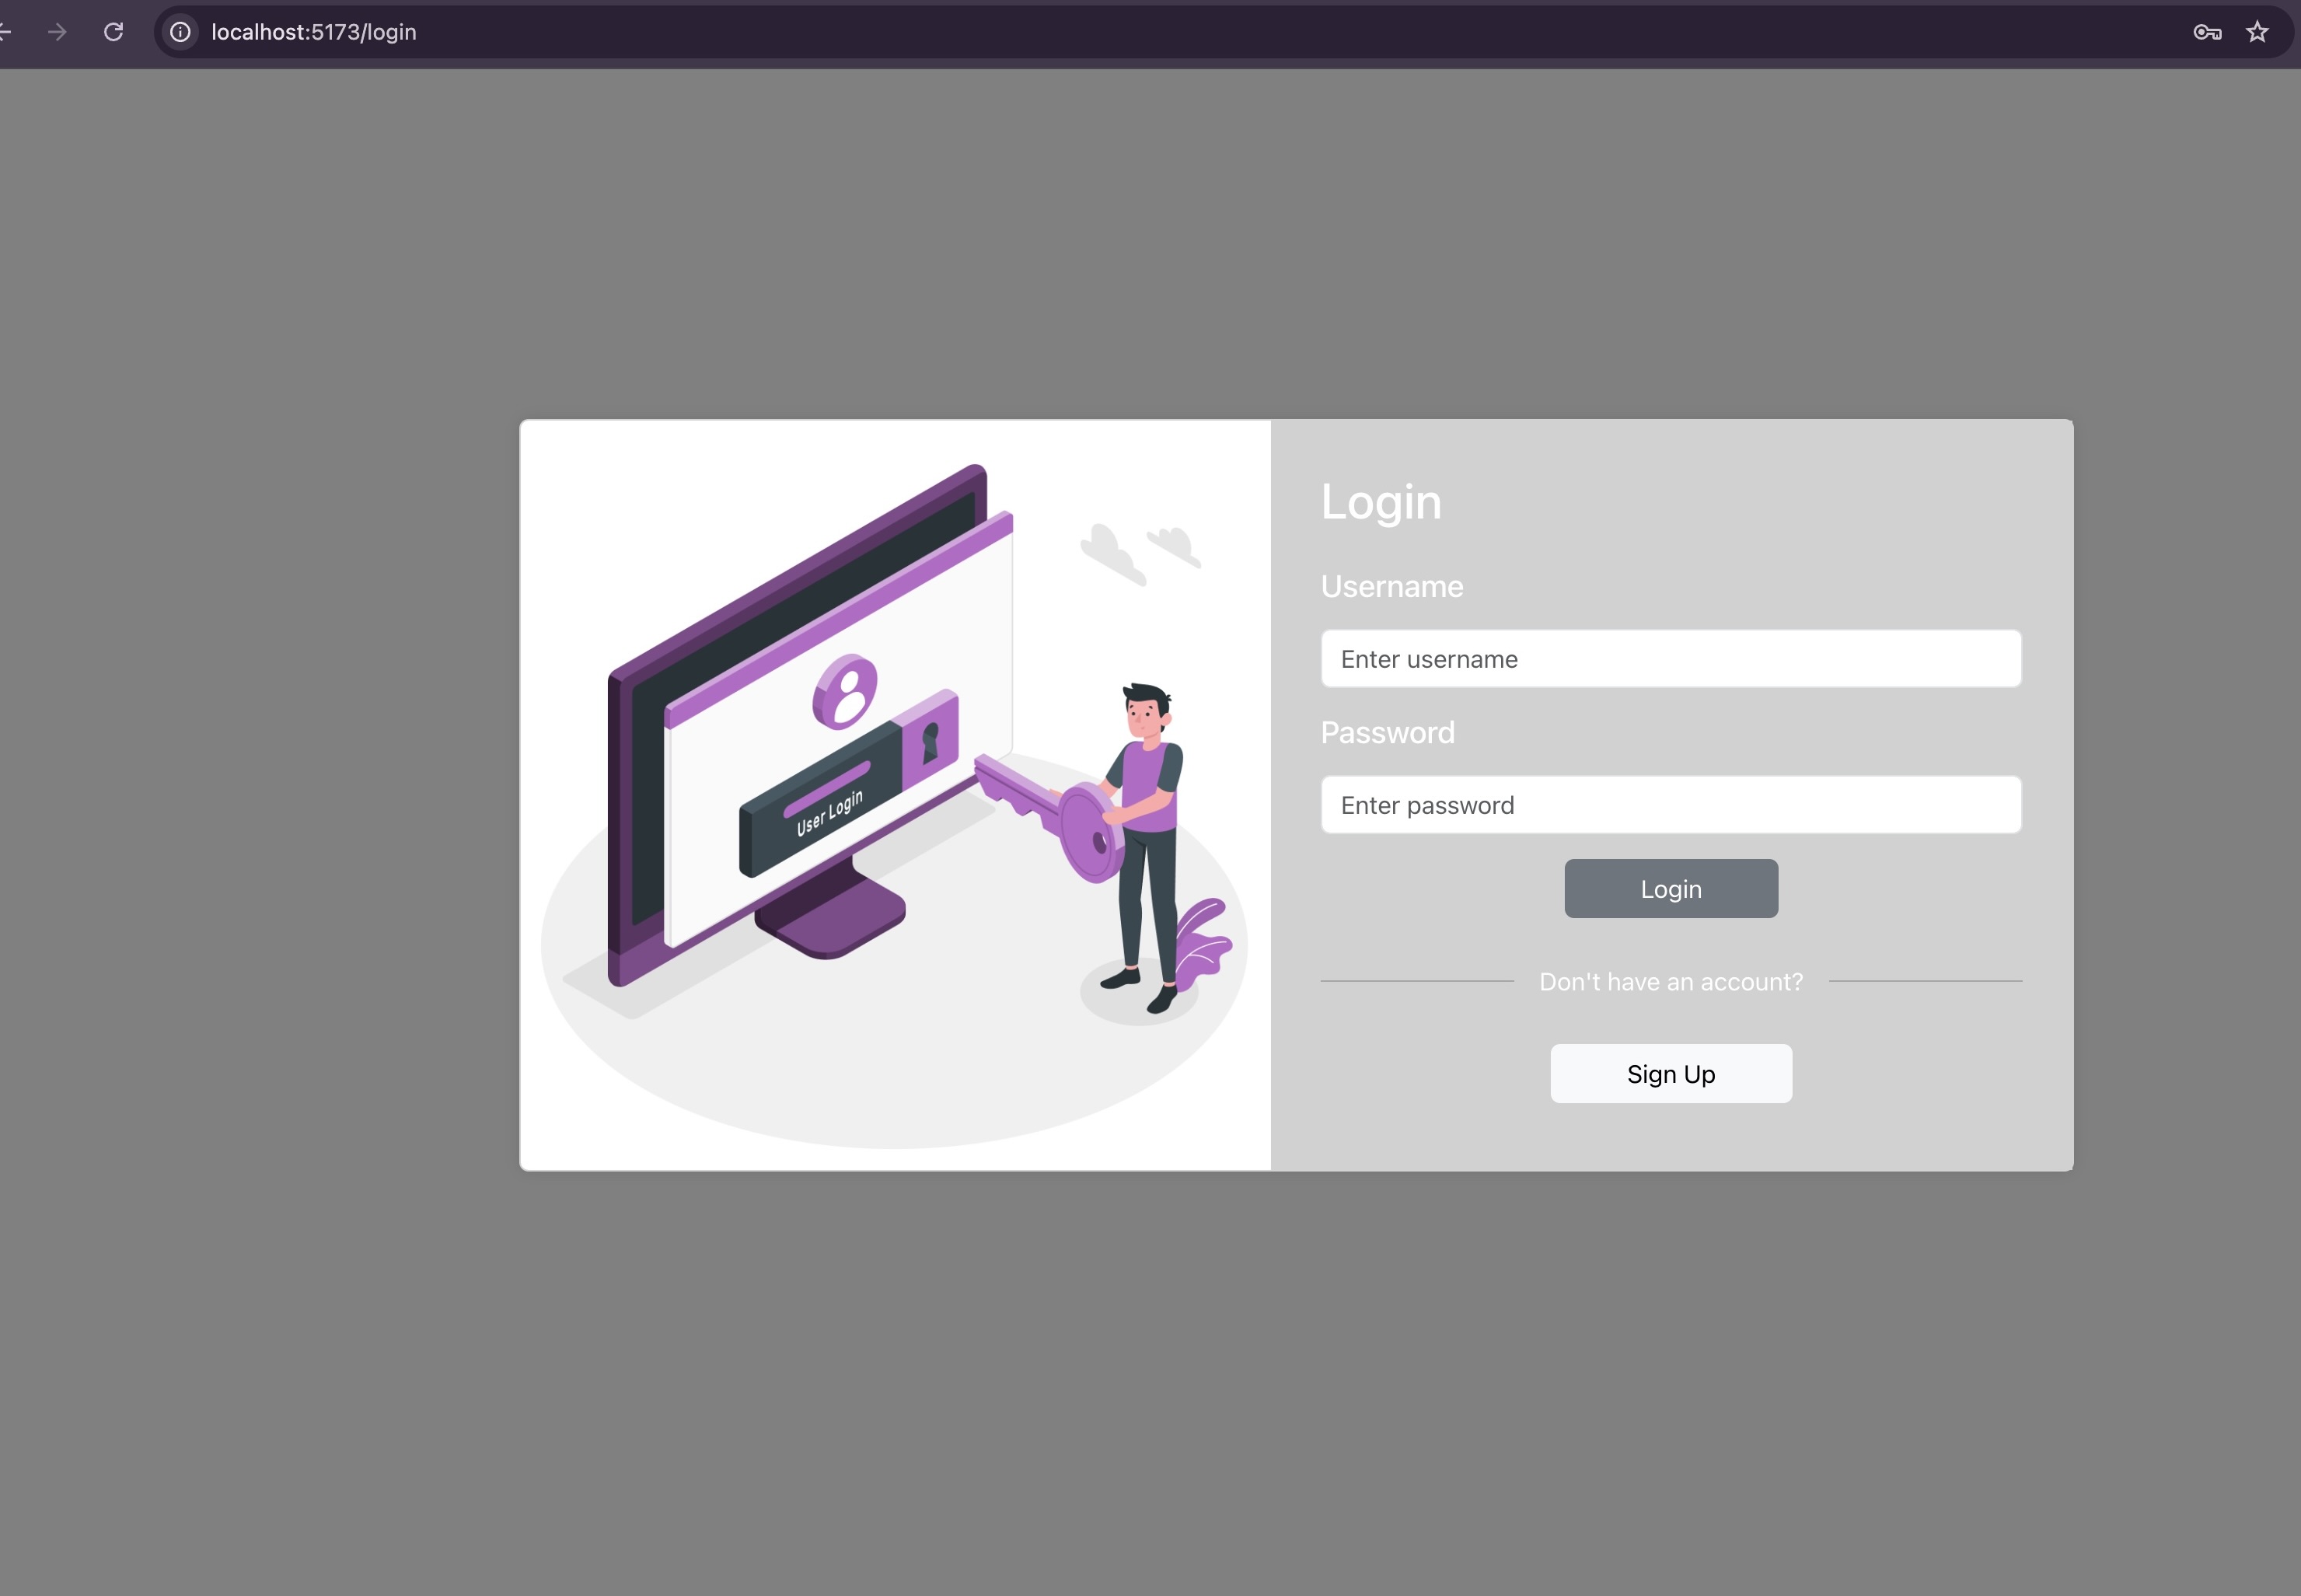 localhost:5173/login
User Login
Login
Username
Enter username
Password
Enter password
Login
Don't have an account?
Sign Up